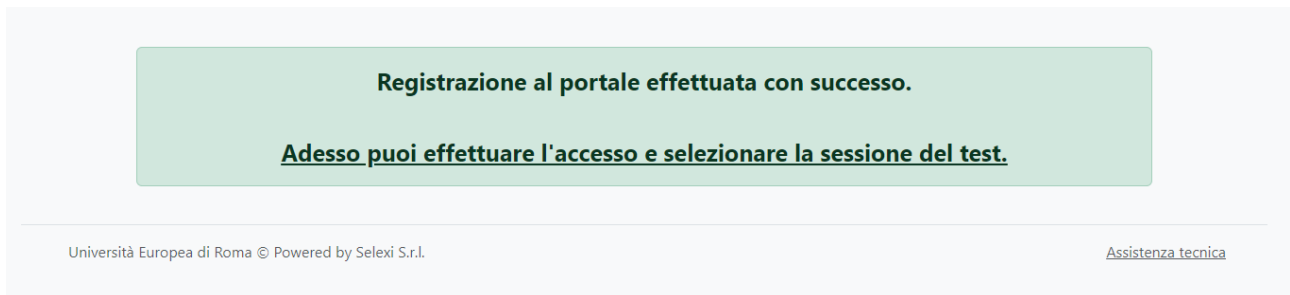 Registrazione al portale effettuata con successo.
Adesso puoi effettuare l'accesso e selezionare la sessione del test.
Università Europea di Roma © Powered by Selexi S.r.l.
Assistenza tecnica